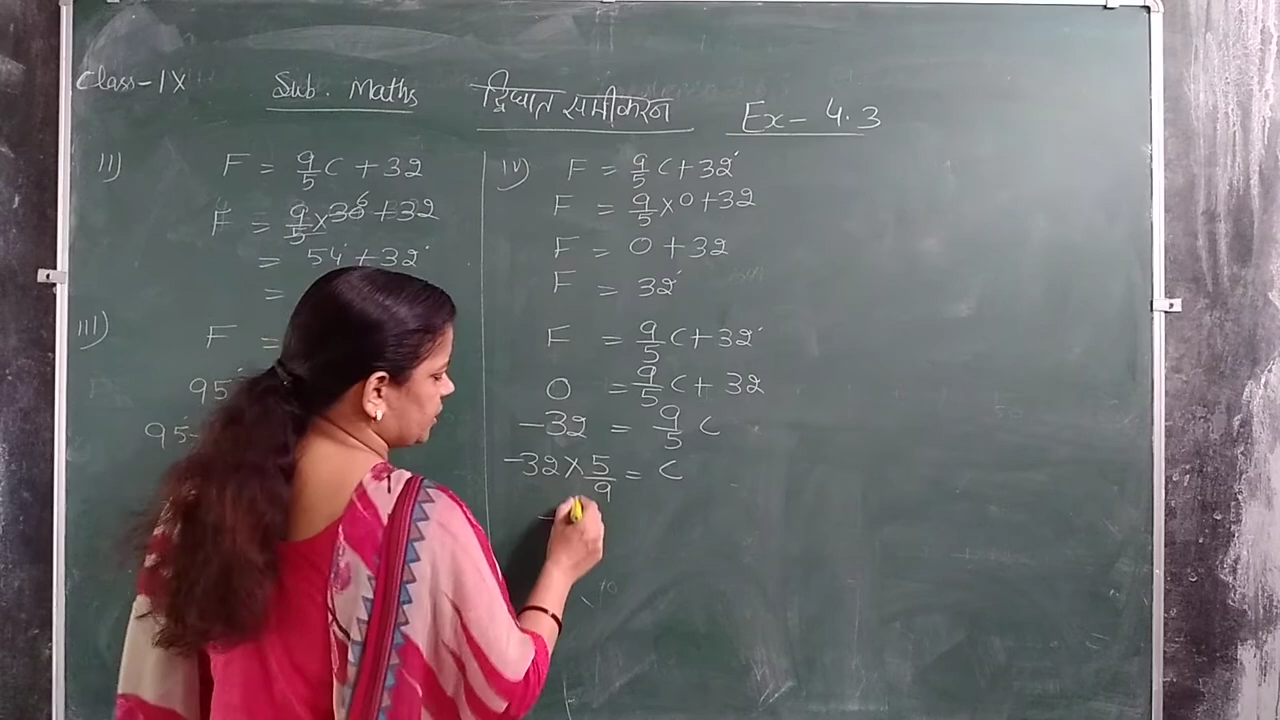 Class-IX Sub. Maths द्विघात समीकरन Ex-4.3
II) F = 9/5 C + 32
F = 9/5 × 30 6 + 32
= 54 + 32
=
III) F =
95
95-
IV) F = 9/5 C + 32
F = 9/5 × 0 + 32
F = 0 + 32
F = 32
F = 9/5 C + 32
0 = 9/5 C + 32
-32 = 9/5 C
-32 × 5/9 = C